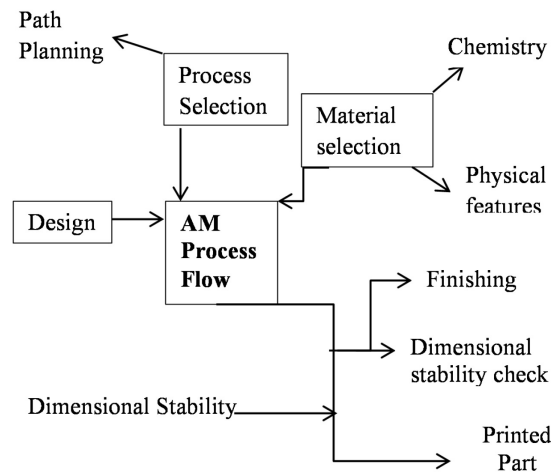 Path
Planning
Process
Selection
Chemistry
Material
selection
Physical
features
Design
AM
Process
Flow
Finishing
Dimensional
stability check
Dimensional Stability
Printed
Part